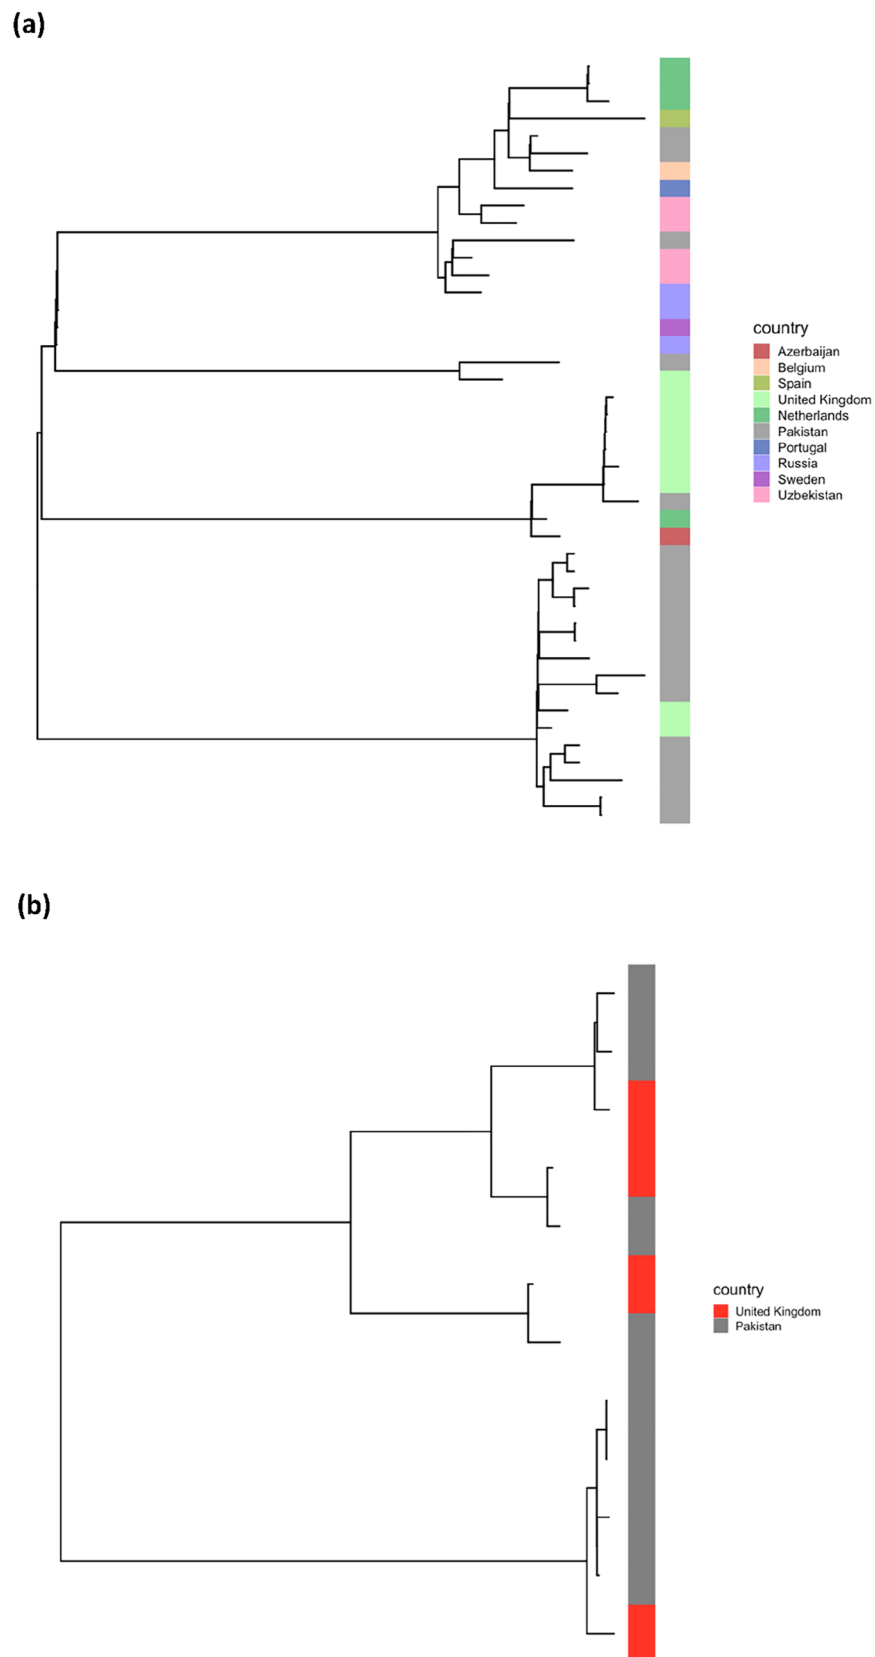 (a)
country
Azerbaijan
Belgium
Spain
United Kingdom
Netherlands
Pakistan
Portugal
Russia
Sweden
Uzbekistan
(b)
country
United Kingdom
Pakistan